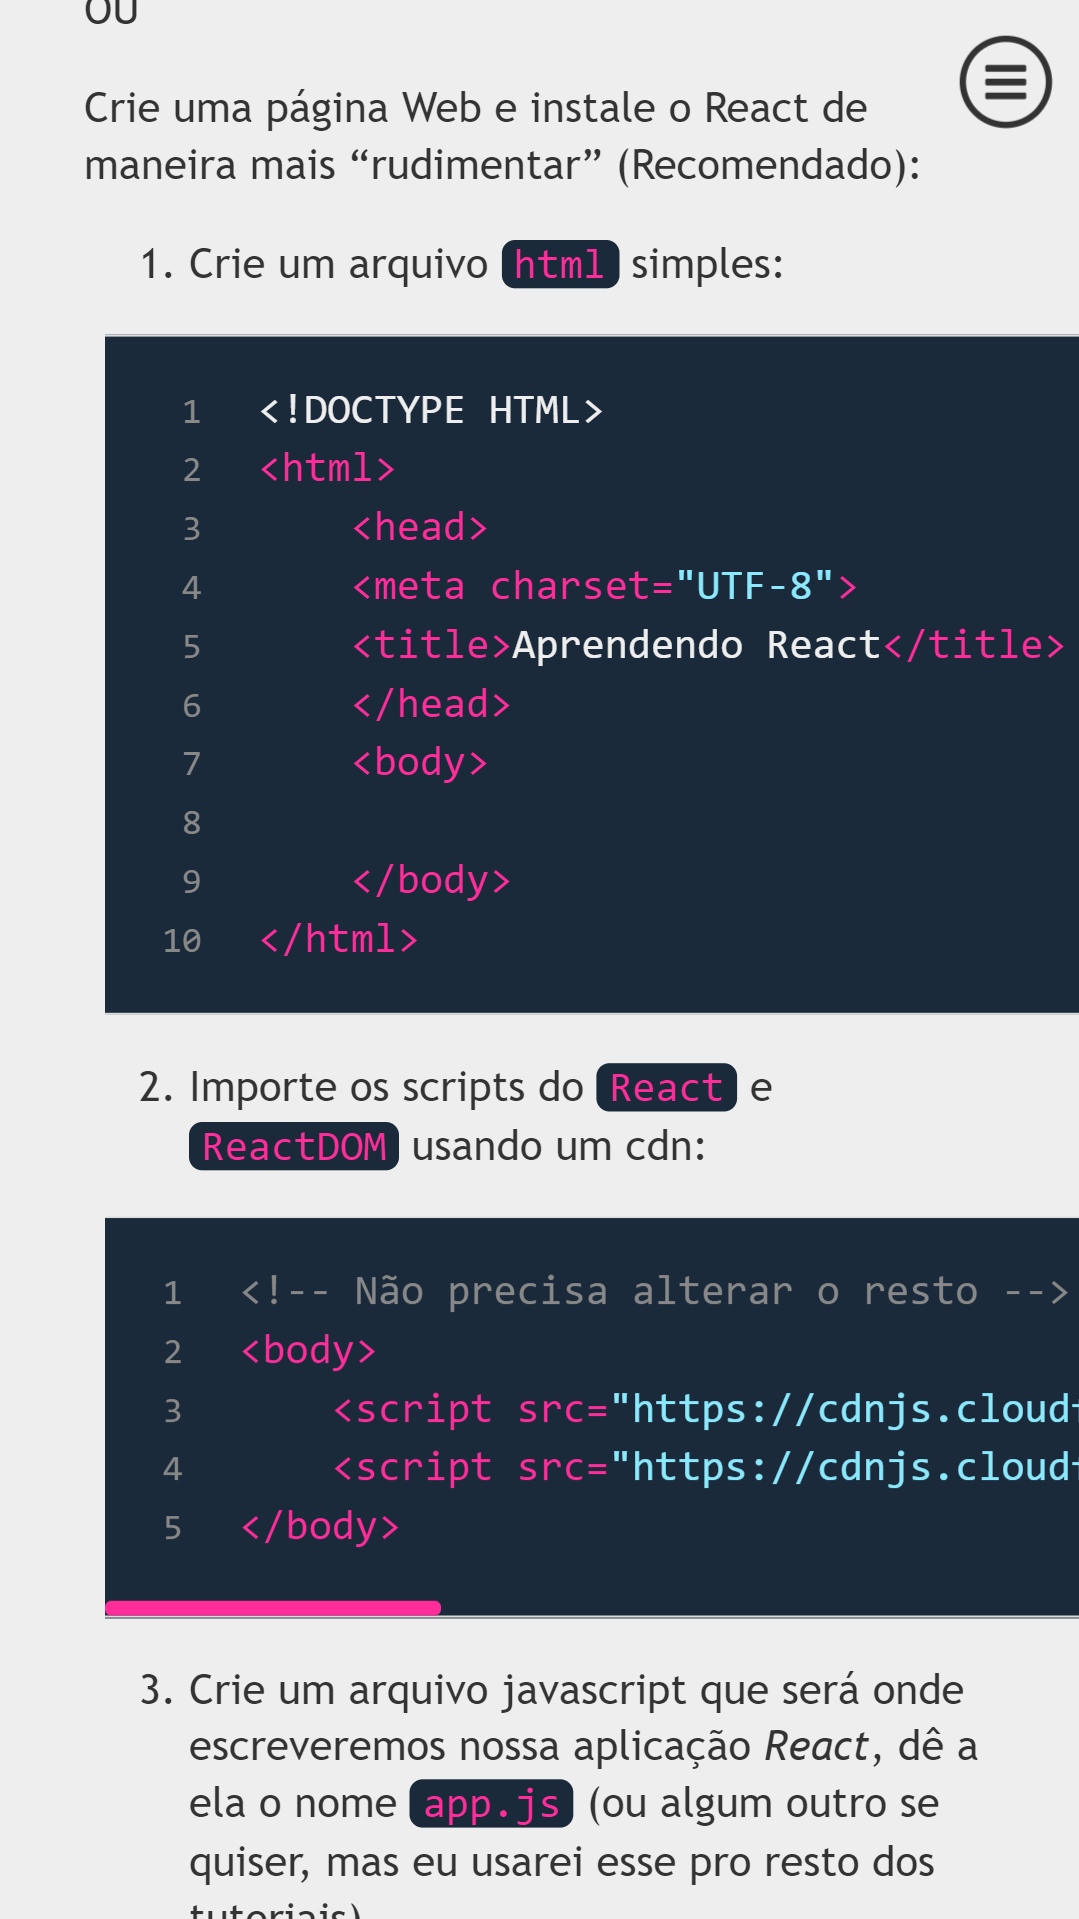 OU
Crie uma página Web e instale o React de
maneira mais “rudimentar” (Recomendado):
1. Crie um arquivo html simples:
1 <!DOCTYPE HTML>
2 <html>
3     <head>
4     <meta charset="UTF-8">
5     <title>Aprendendo React</title>
6     </head>
7     <body>
8
9     </body>
10 </html>
2. Importe os scripts do React e
ReactDOM usando um cdn:
1 <!-- Não precisa alterar o resto -->
2 <body>
3     <script src="https://cdnjs.cloudf
4     <script src="https://cdnjs.cloudf
5 </body>
3. Crie um arquivo javascript que será onde
escreveremos nossa aplicação React, dê a
ela o nome app.js (ou algum outro se
quiser, mas eu usarei esse pro resto dos
tutoriais)